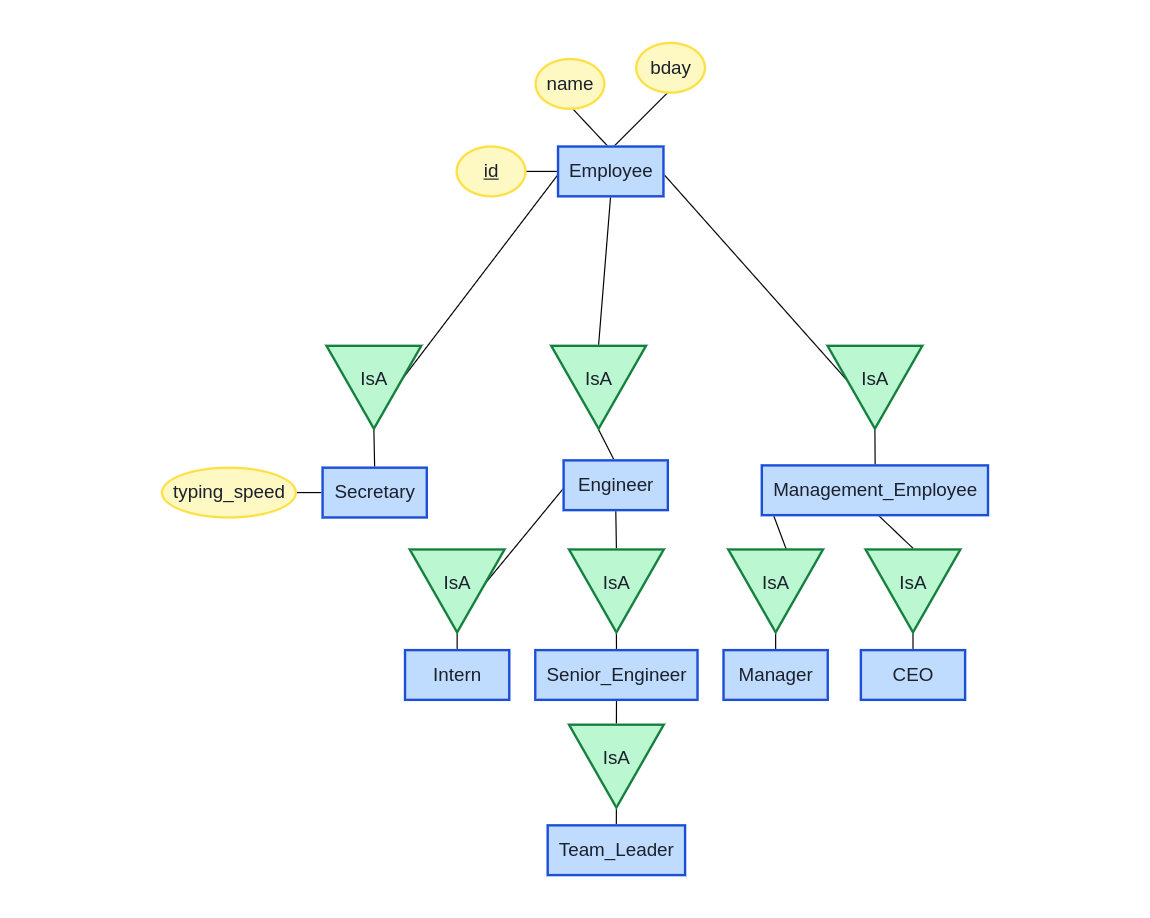 bday
name
id
Employee
IsA
IsA
IsA
typing_speed
Secretary
Engineer
Management_Employee
IsA
IsA
IsA
IsA
Intern
Senior_Engineer
Manager
CEO
IsA
Team_Leader